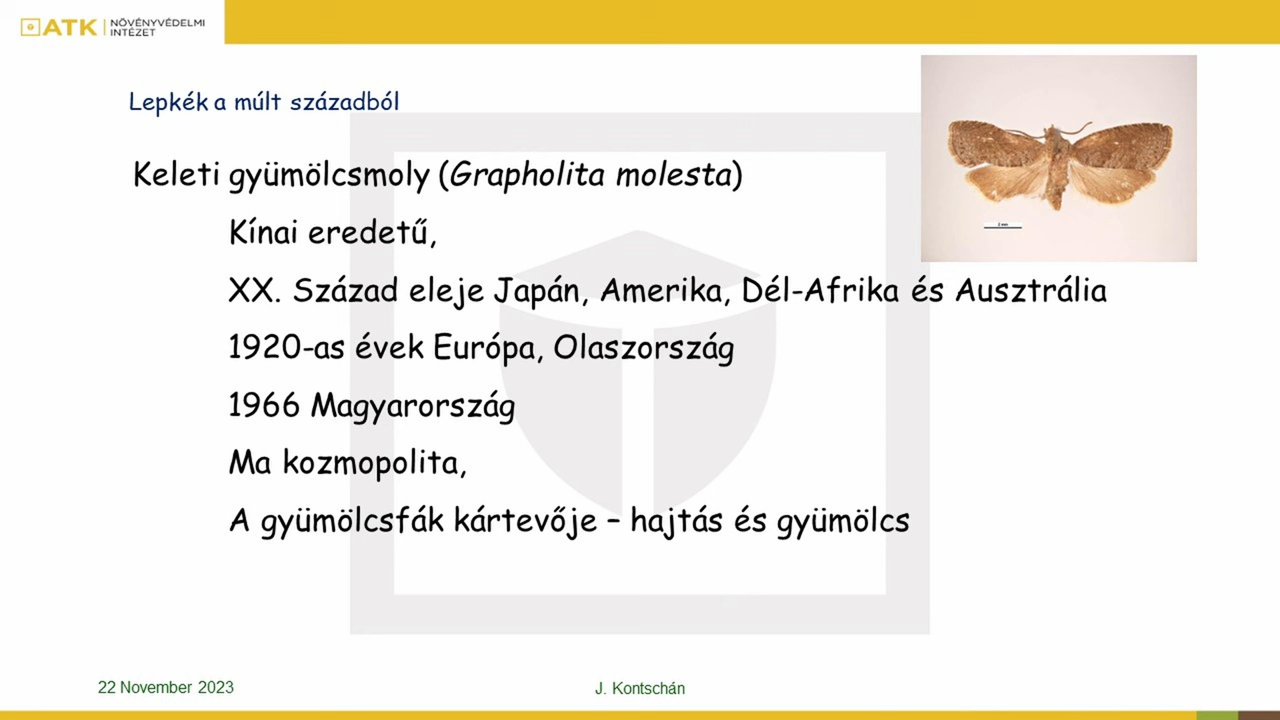 ATK NÖVÉNYVÉDELMI
INTÉZET
Lepkék a múlt századból
Keleti gyümölcsmoly (Grapholita molesta)
Kínai eredetű,
XX. Század eleje Japán, Amerika, Dél-Afrika és Ausztrália
1920-as évek Európa, Olaszország
1966 Magyarország
Ma kozmopolita,
A gyümölcsfák kártevője – hajtás és gyümölcs
22 November 2023
J. Kontschán